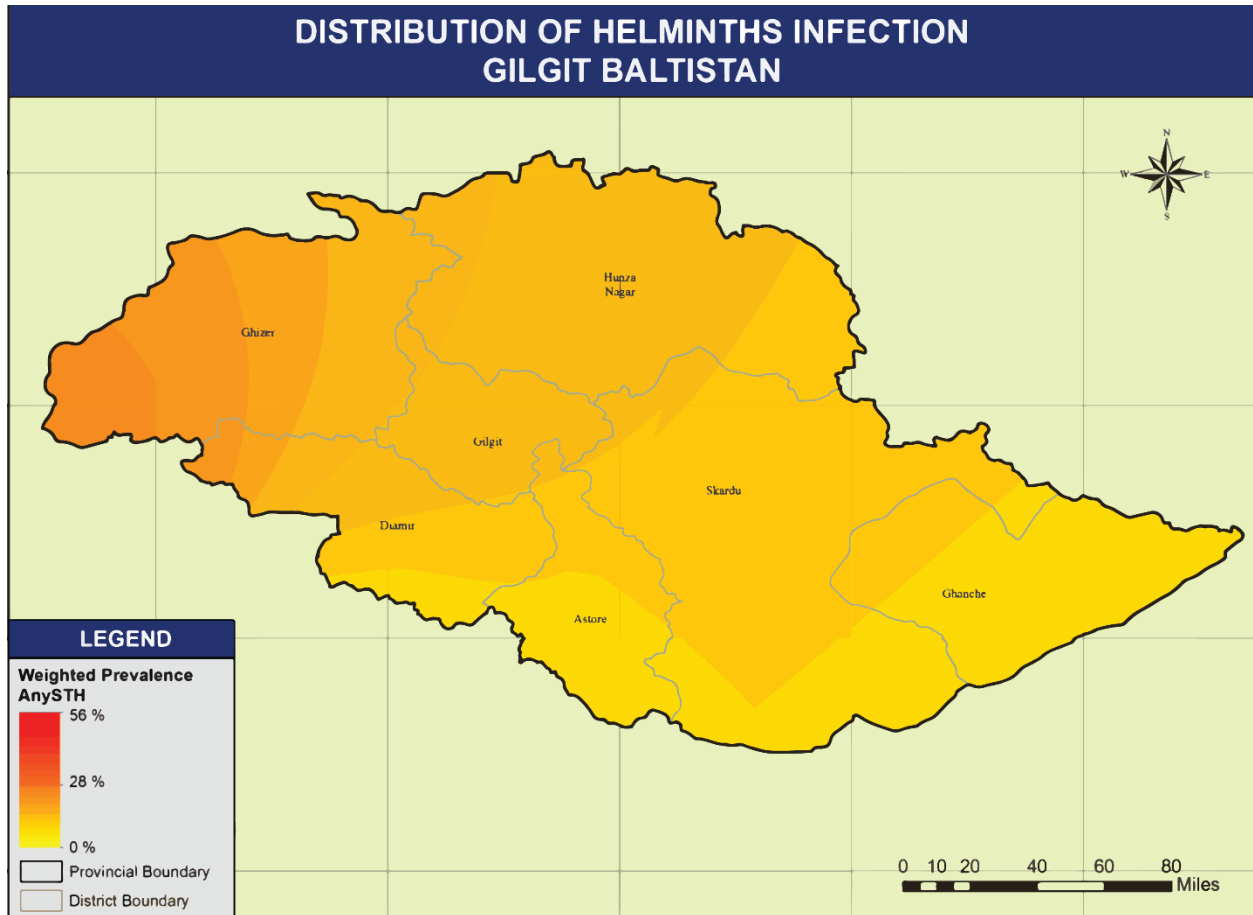 DISTRIBUTION OF HELMINTHS INFECTION
GILGIT BALTISTAN
N
W E
S
Hunza
Nagar
Ghizer
Gilgit
Skardu
Diamir
Ghanche
Astore
LEGEND
Weighted Prevalence
AnySTH
56 %
28 %
0 %
Provincial Boundary
District Boundary
0 10 20 40 60 80
Miles